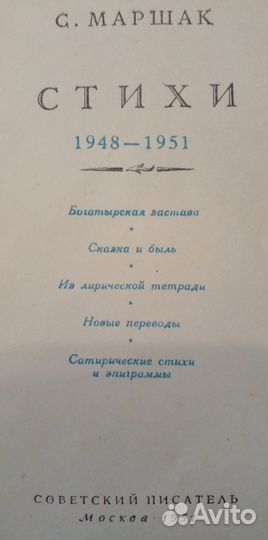 С. МАРШАК
СТИХИ
1948—1951
Богатырская застава
Сказка и быль
Из лирической тетради
Новые переводы
Сатирические стихи
и эпиграммы
СОВЕТСКИЙ ПИСАТЕЛЬ
Москва
Avito